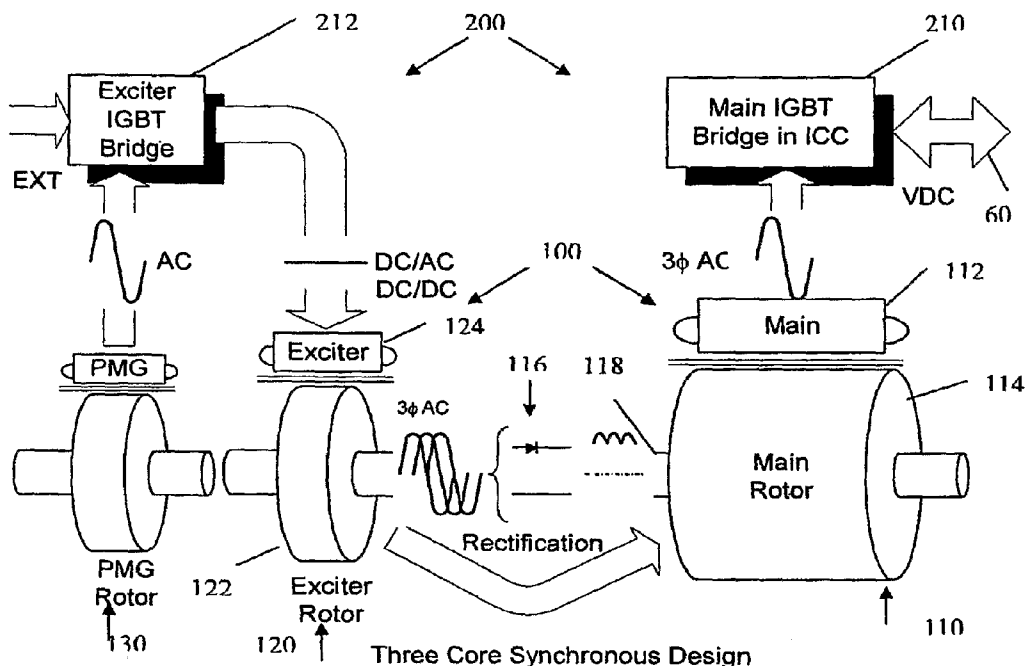 212
200
210
Exciter
IGBT
Bridge
Main IGBT
Bridge in ICC
EXT
VDC
60
AC
DC/AC
DC/DC
100
3ϕ AC
112
PMG
Exciter
124
Main
116
118
114
3ϕ AC
Main
Rotor
Rectification
PMG
Rotor
122
Exciter
Rotor
130
120
110
Three Core Synchronous Design